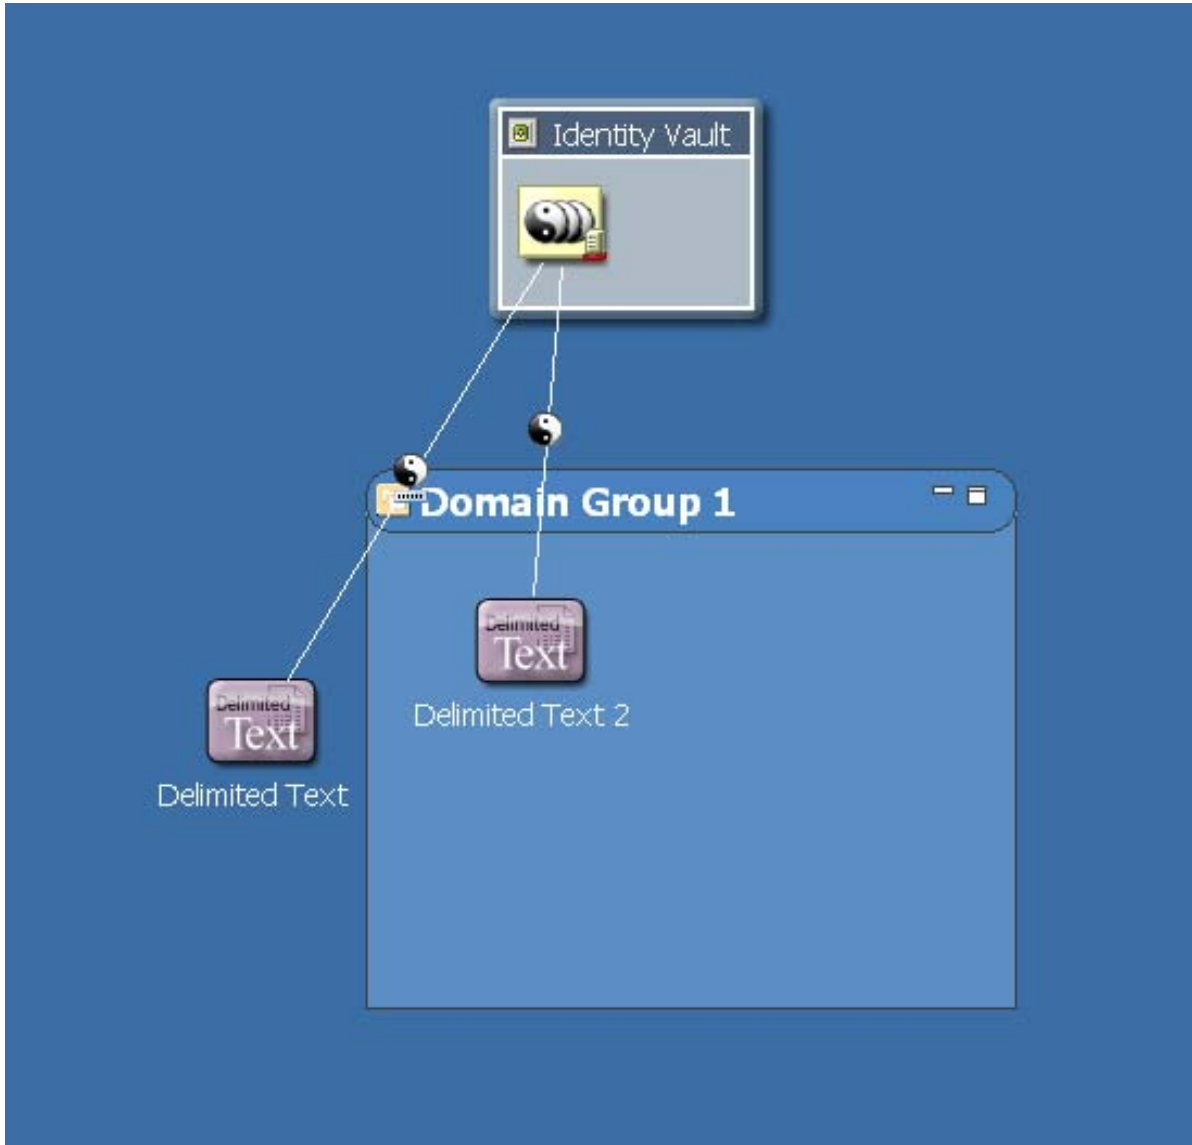 Identity Vault
Domain Group 1
Delimited
Text
Delimited Text 2
Delimited
Text
Delimited Text